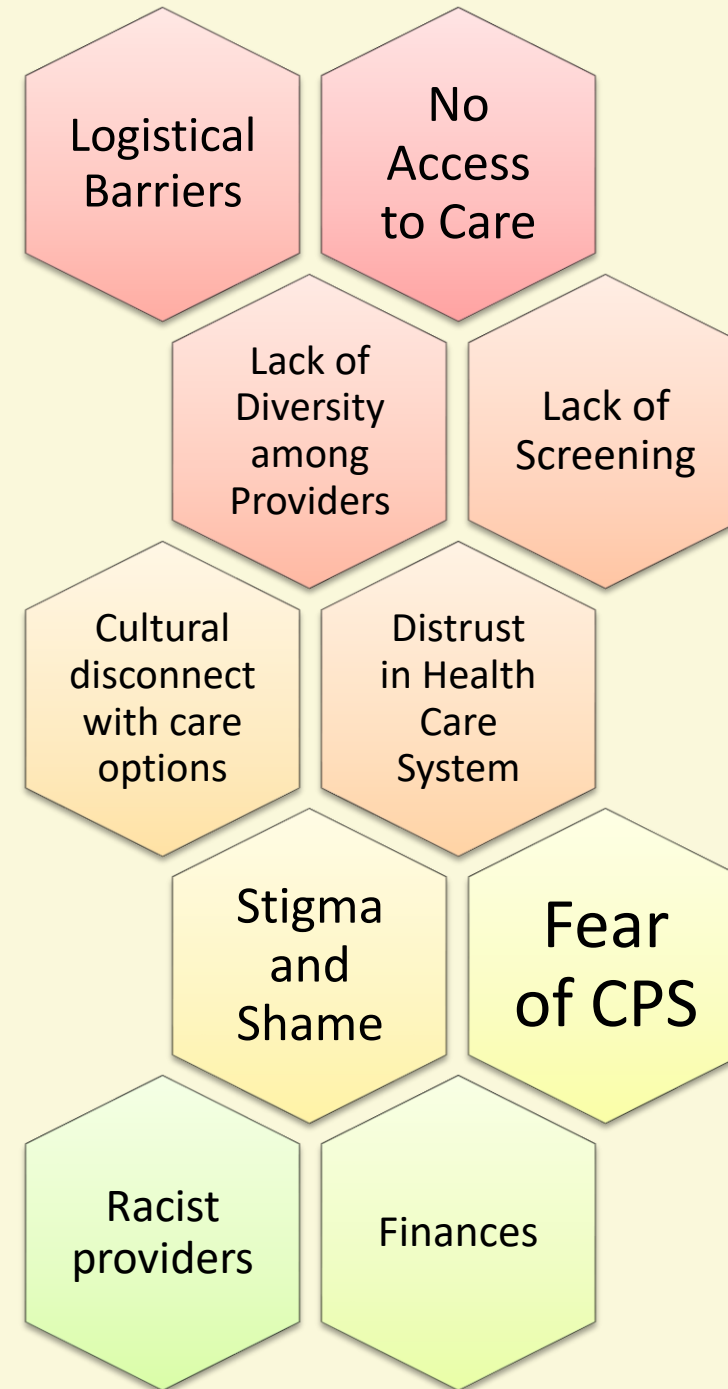 Logistical
Barriers
No
Access
to Care
Lack of
Diversity
among
Providers
Lack of
Screening
Cultural
disconnect
with care
options
Distrust
in Health
Care
System
Stigma
and
Shame
Fear
of CPS
Racist
providers
Finances